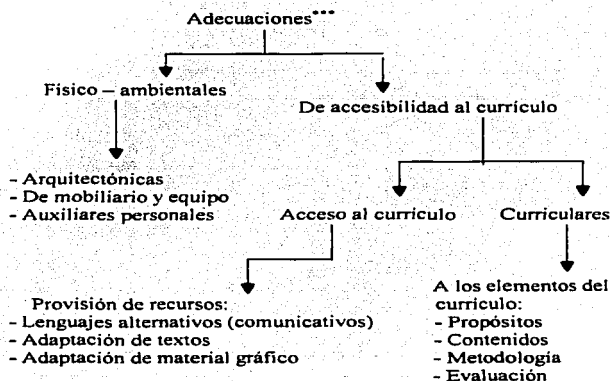 Adecuaciones***
Fisico – ambientales
De accesibilidad al currículo
- Arquitectónicas
- De mobiliario y equipo
- Auxiliares personales
Acceso al currículo
Curriculares
Provisión de recursos:
- Lenguajes alternativos (comunicativos)
- Adaptación de textos
- Adaptación de material gráfico
A los elementos del
currículo:
- Propósitos
- Contenidos
- Metodología
- Evaluación